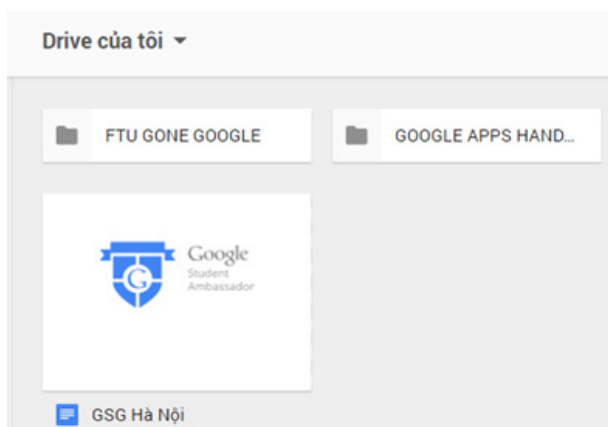 Drive của tôi
FTU GONE GOOGLE
GOOGLE APPS HAND...
G
Google
Student
Ambassador
GSG Hà Nội